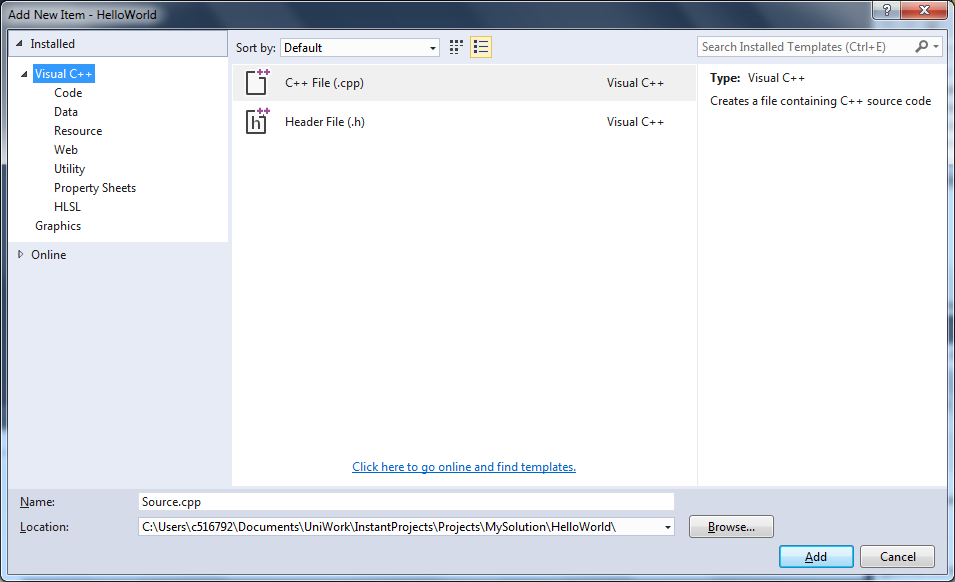 Add New Item - HelloWorld
?
Installed
Sort by: Default
Search Installed Templates (Ctrl+E)
Visual C++
Code
Data
Resource
Web
Utility
Property Sheets
HLSL
Graphics
Online
C++ File (.cpp) Visual C++
Header File (.h) Visual C++
Type: Visual C++
Creates a file containing C++ source code
Click here to go online and find templates.
Name: Source.cpp
Location: C:\Users\c516792\Documents\UniWork\InstantProjects\Projects\MySolution\HelloWorld\
Browse...
Add Cancel